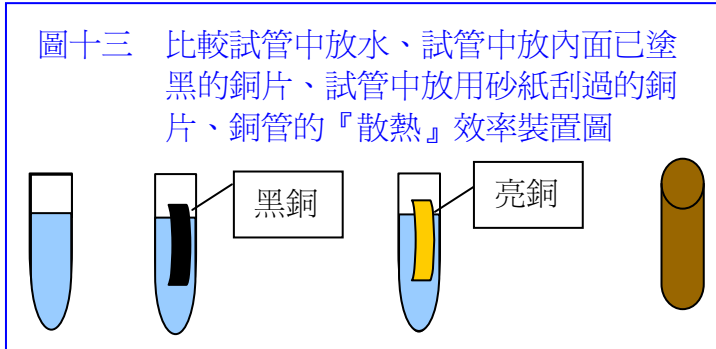 圖十三　比較試管中放水、試管中放內面已塗
黑的銅片、試管中放用砂紙刮過的銅
片、銅管的『散熱』效率裝置圖
黑銅
亮銅